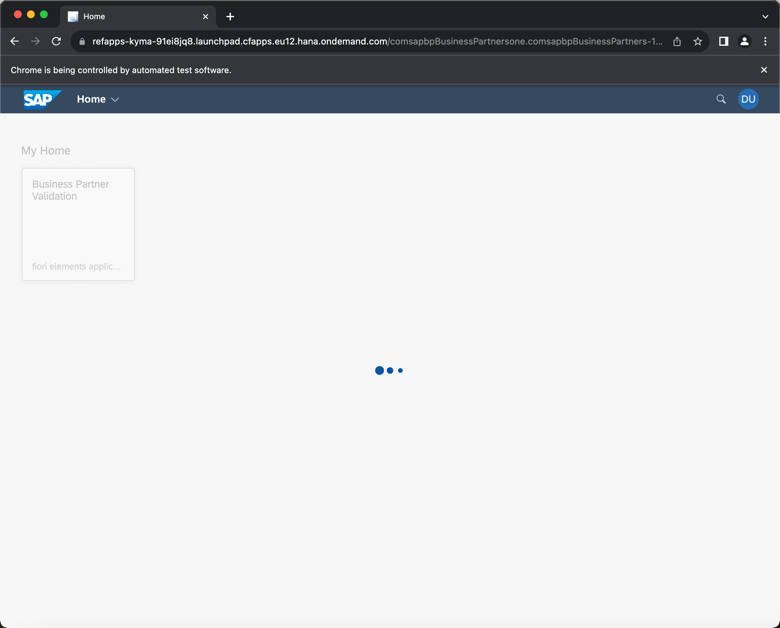 Home
refapps-kyma-91ei8jq8.launchpad.cfapps.eu12.hana.ondemand.com/comsapbpBusinessPartnersone.comsapbpBusinessPartners-1...
Chrome is being controlled by automated test software.
SAP
Home
DU
My Home
Business Partner
Validation
fiori elements applic...